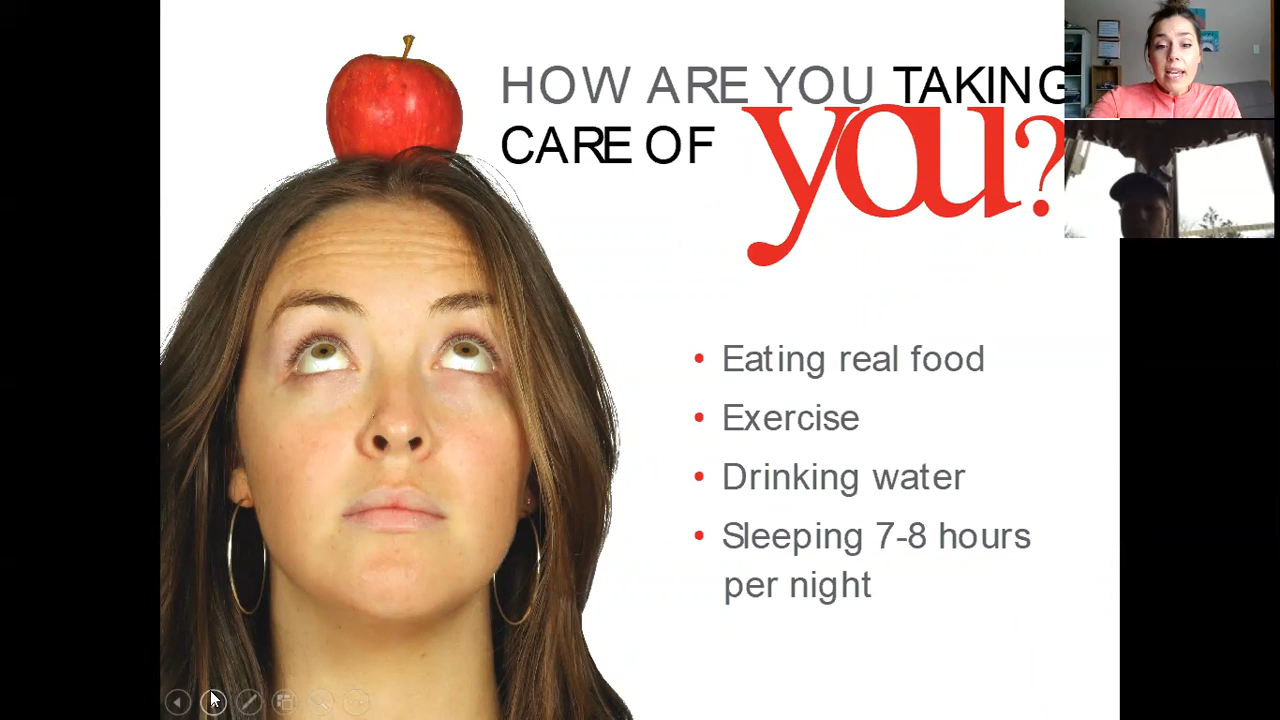 HOW ARE YOU TAKING
CARE OF you?
• Eating real food
• Exercise
• Drinking water
• Sleeping 7-8 hours
per night